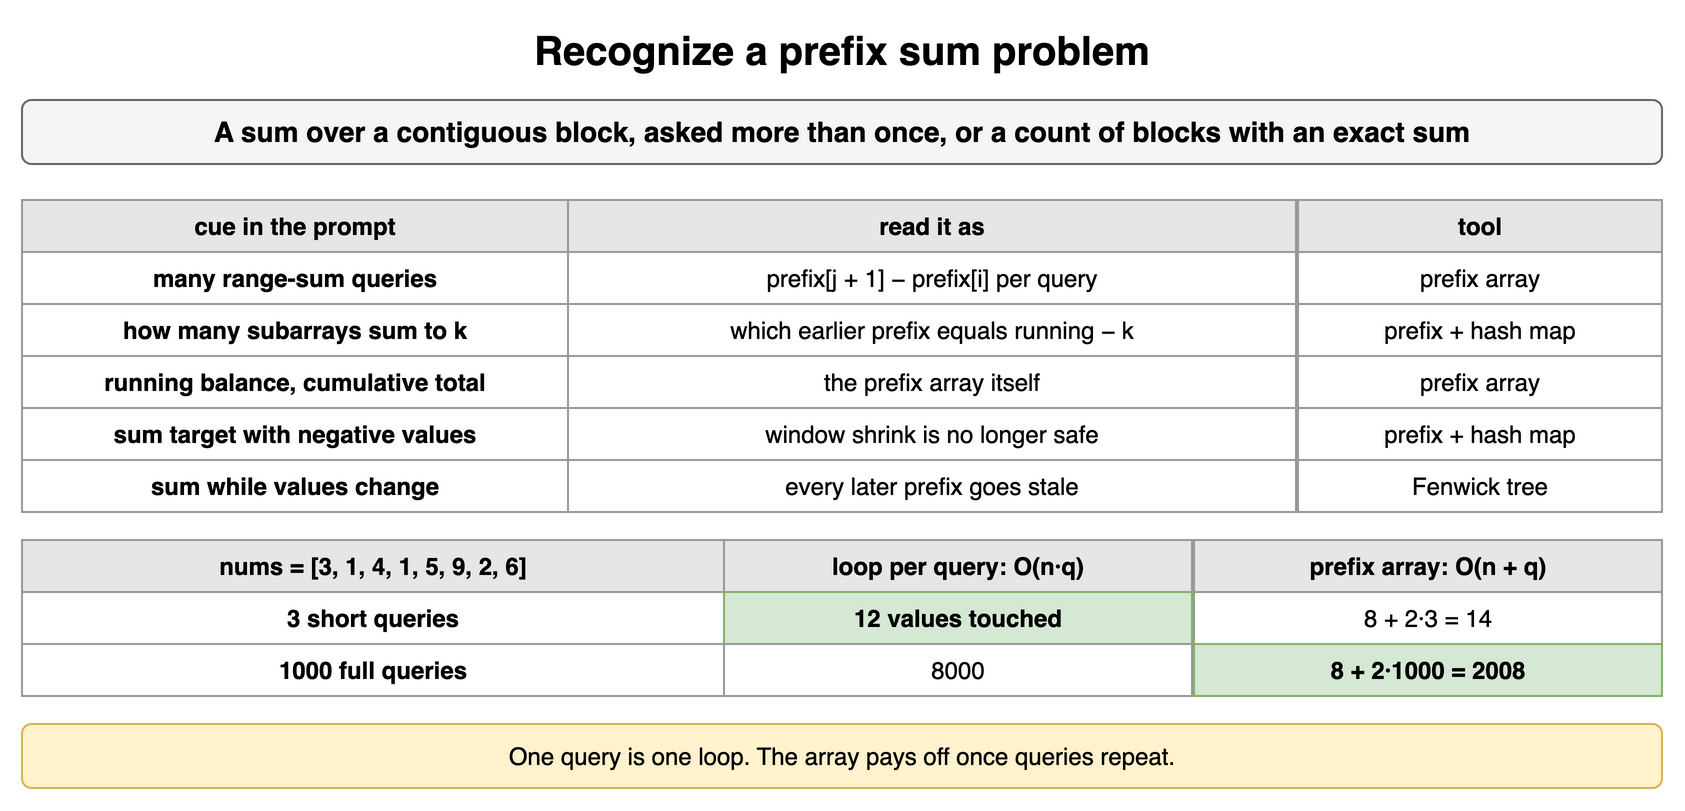 Recognize a prefix sum problem
A sum over a contiguous block, asked more than once, or a count of blocks with an exact sum
cue in the prompt read it as tool
many range-sum queries prefix[j + 1] – prefix[i] per query prefix array
how many subarrays sum to k which earlier prefix equals running – k prefix + hash map
running balance, cumulative total the prefix array itself prefix array
sum target with negative values window shrink is no longer safe prefix + hash map
sum while values change every later prefix goes stale Fenwick tree
nums = [3, 1, 4, 1, 5, 9, 2, 6] loop per query: O(n·q) prefix array: O(n + q)
3 short queries 12 values touched 8 + 2·3 = 14
1000 full queries 8000 8 + 2·1000 = 2008
One query is one loop. The array pays off once queries repeat.